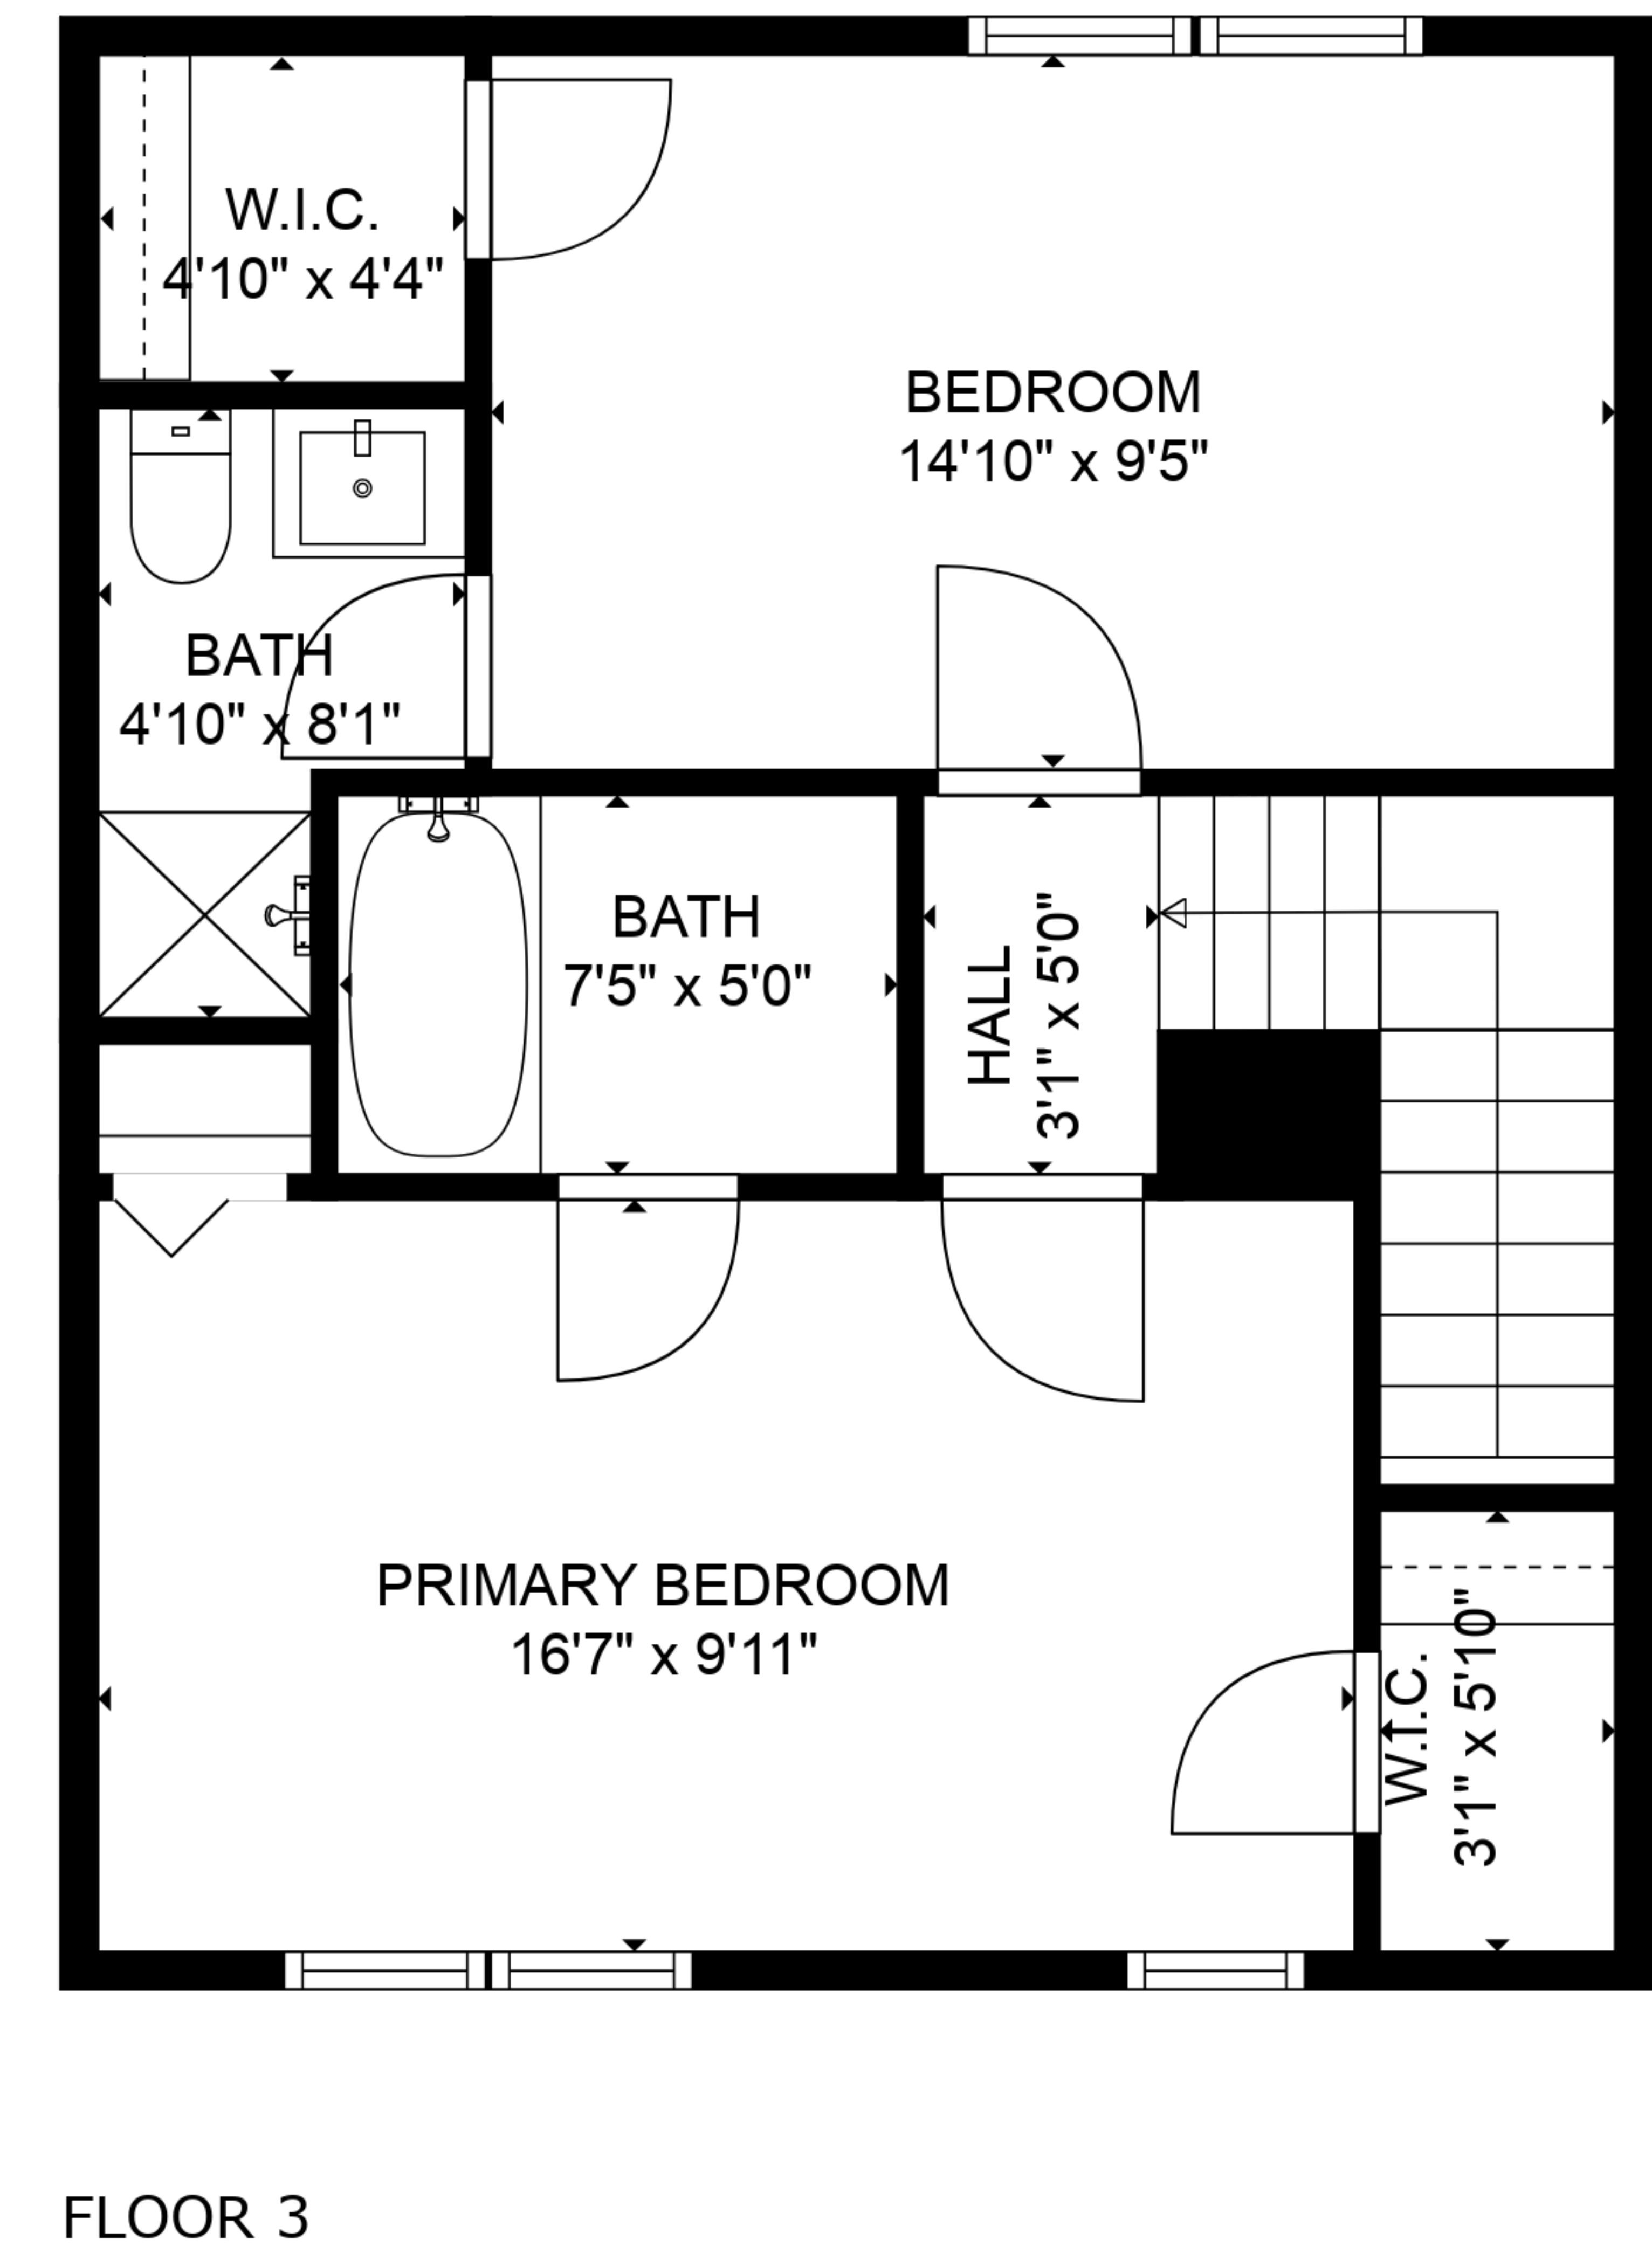 W.I.C.
4'10" x 4'4"
BEDROOM
14'10" x 9'5"
BATH
4'10" x 8'1"
BATH
7'5" x 5'0"
HALL
3'1" x 5'0"
PRIMARY BEDROOM
16'7" x 9'11"
W.I.C.
3'1" x 5'10"
FLOOR 3